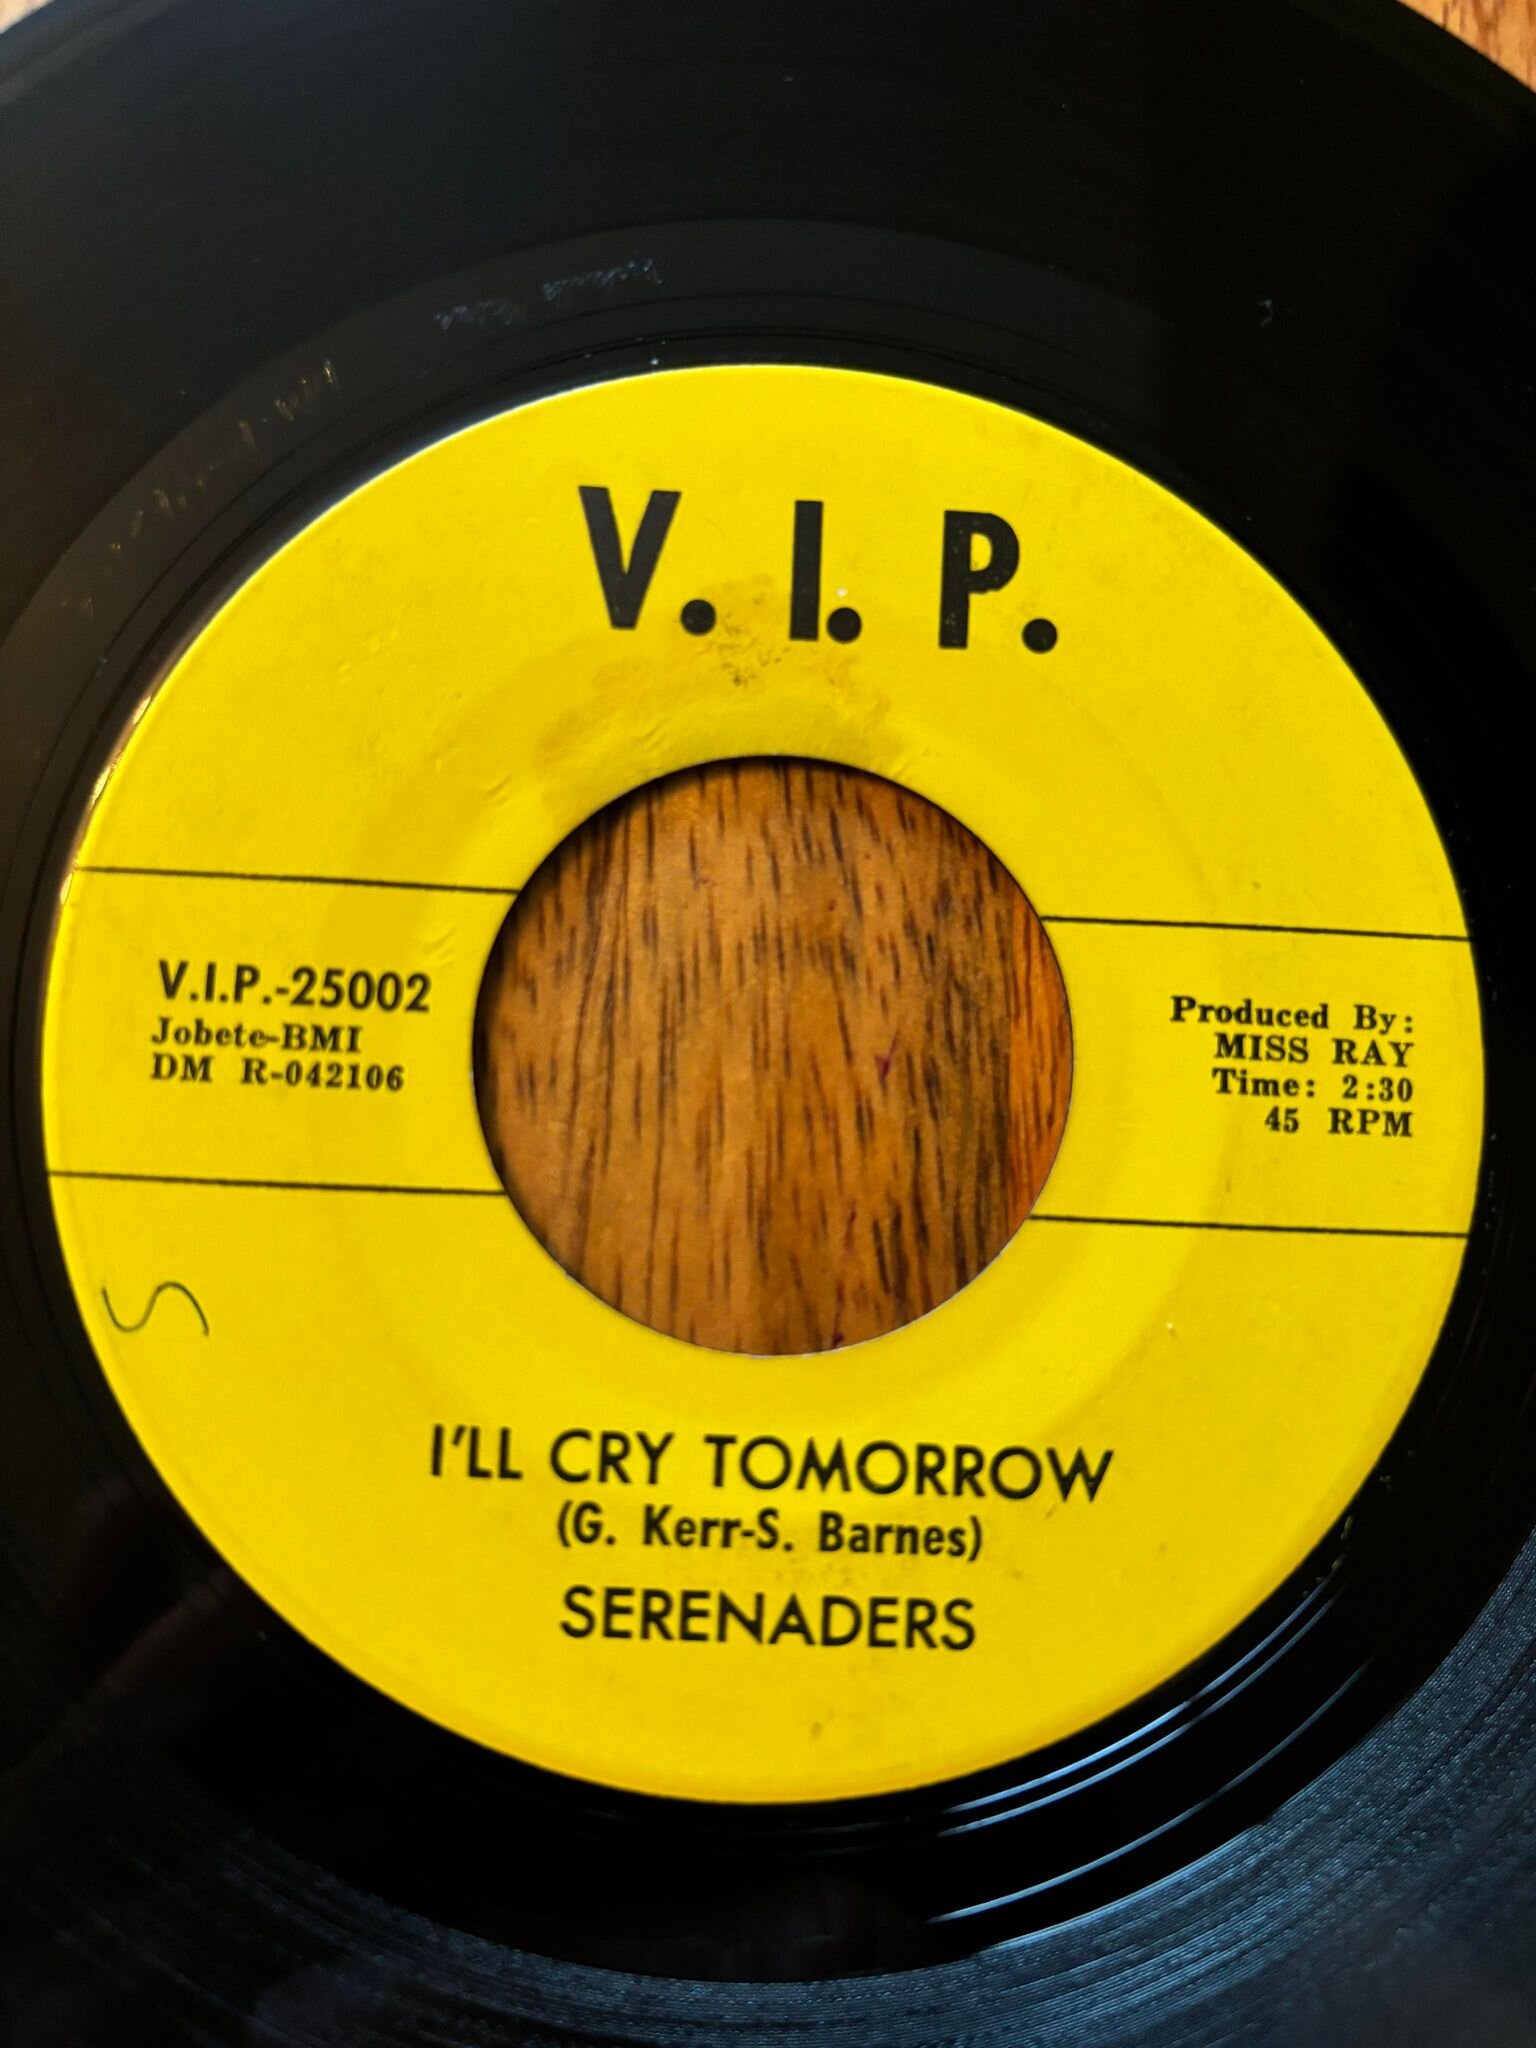 V.I.P.
V.I.P.-25002
Jobete-BMI
DM R-042106
Produced By:
MISS RAY
Time: 2:30
45 RPM
S
I'LL CRY TOMORROW
(G. Kerr-S. Barnes)
SERENADERS